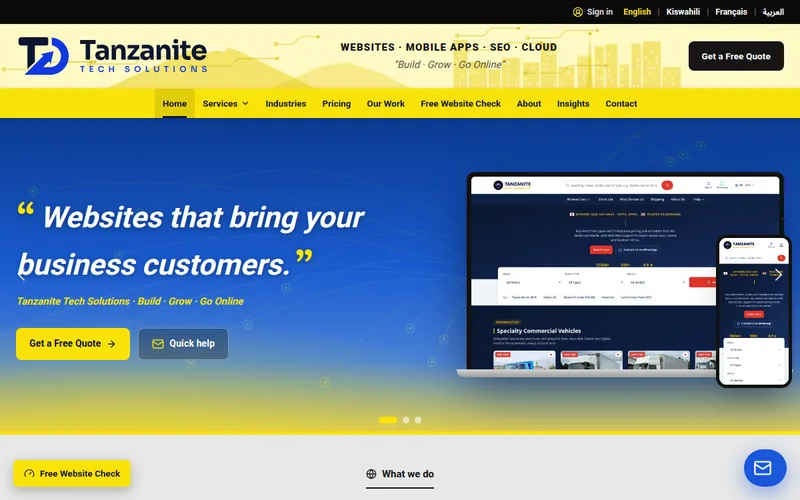 Sign in English | Kiswahili | Français | العربية
Tanzanite
TECH SOLUTIONS
WEBSITES · MOBILE APPS · SEO · CLOUD
“Build · Grow · Go Online”
Get a Free Quote
Home Services Industries Pricing Our Work Free Website Check About Insights Contact
“ Websites that bring your
business customers. ”
Tanzanite Tech Solutions · Build · Grow · Go Online
Get a Free Quote →
Quick help
TANZANITE
Specialty Commercial Vehicles
TANZANITE
Free Website Check
What we do